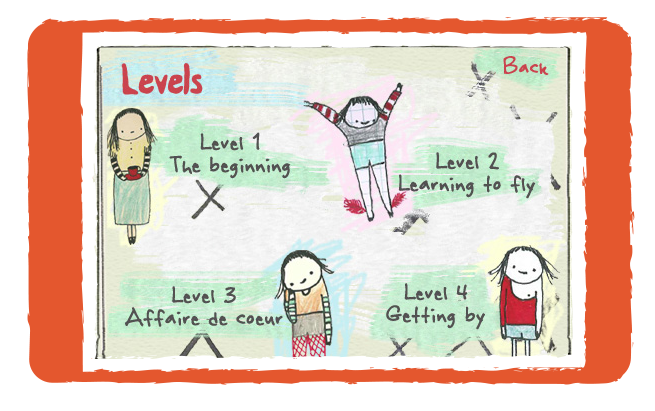 Levels
Back
Level 1
The beginning
Level 2
Learning to fly
Level 3
Affaire de coeur
Level 4
Getting by